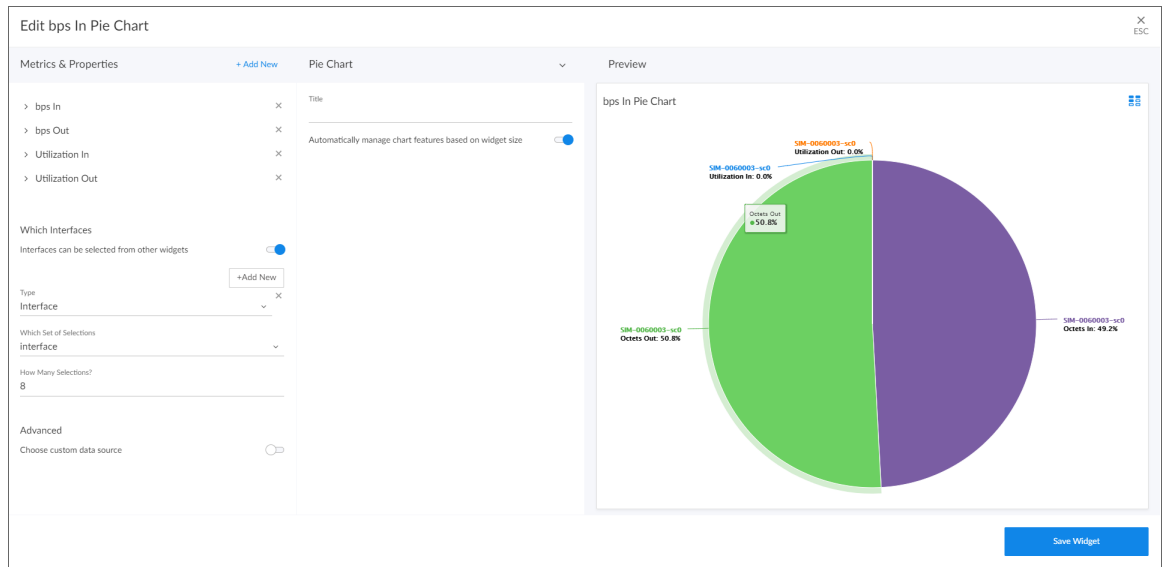 Edit bps In Pie Chart
ESC
Metrics & Properties
+ Add New
Pie Chart
Preview
bps In
bps Out
Utilization In
Utilization Out
Which Interfaces
Interfaces can be selected from other widgets
+Add New
Type
Interface
Which Set of Selections
interface
How Many Selections?
8
Advanced
Choose custom data source
Title
Automatically manage chart features based on widget size
bps In Pie Chart
SIM-0060003-sc0
Utilization Out: 0.0%
SIM-0060003-sc0
Utilization In: 0.0%
Octets Out
50.8%
SIM-0060003-sc0
Octets Out: 50.8%
SIM-0060003-sc0
Octets In: 49.2%
Save Widget